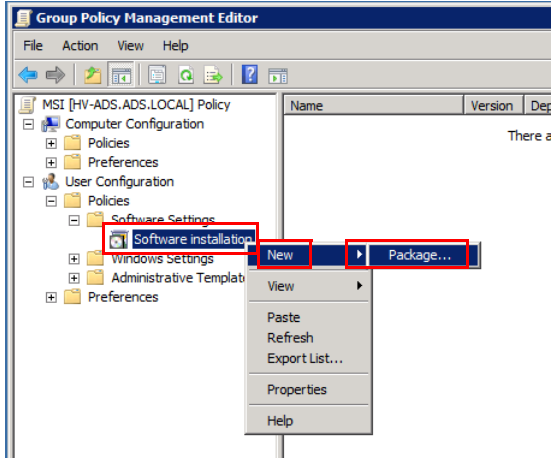 Group Policy Management Editor
File Action View Help
MSI [HV-ADS.ADS.LOCAL] Policy
Computer Configuration
Policies
Preferences
User Configuration
Policies
Software Settings
Software installation
Windows Settings
Administrative Templat
Preferences
Name Version Dep
There a
New Package...
View
Paste
Refresh
Export List...
Properties
Help